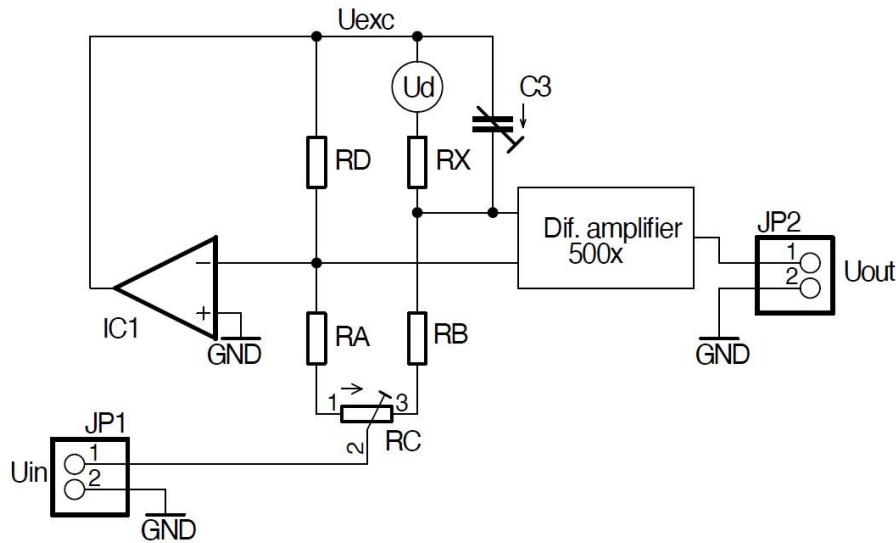 Uexc
Ud
C3
RD
RX
Dif. amplifier
500x
JP2
1
2
Uout
−
+
IC1
GND
RA
RB
GND
1
3
2
RC
JP1
Uin
1
2
GND